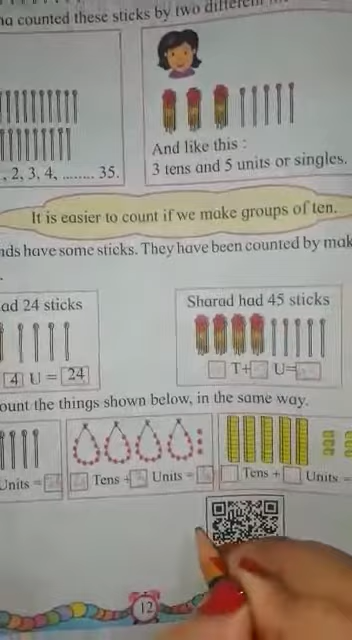 counted these sticks by two different
And like this :
, 2, 3, 4, ........ 35.
3 tens and 5 units or singles.
It is easier to count if we make groups of ten.
have some sticks. They have been counted by
ad 24 sticks
Sharad had 45 sticks
4 U = 24
T+ U=
ount the things shown below, in the same way.
Units =
Tens + Units =
Tens + Units =
12